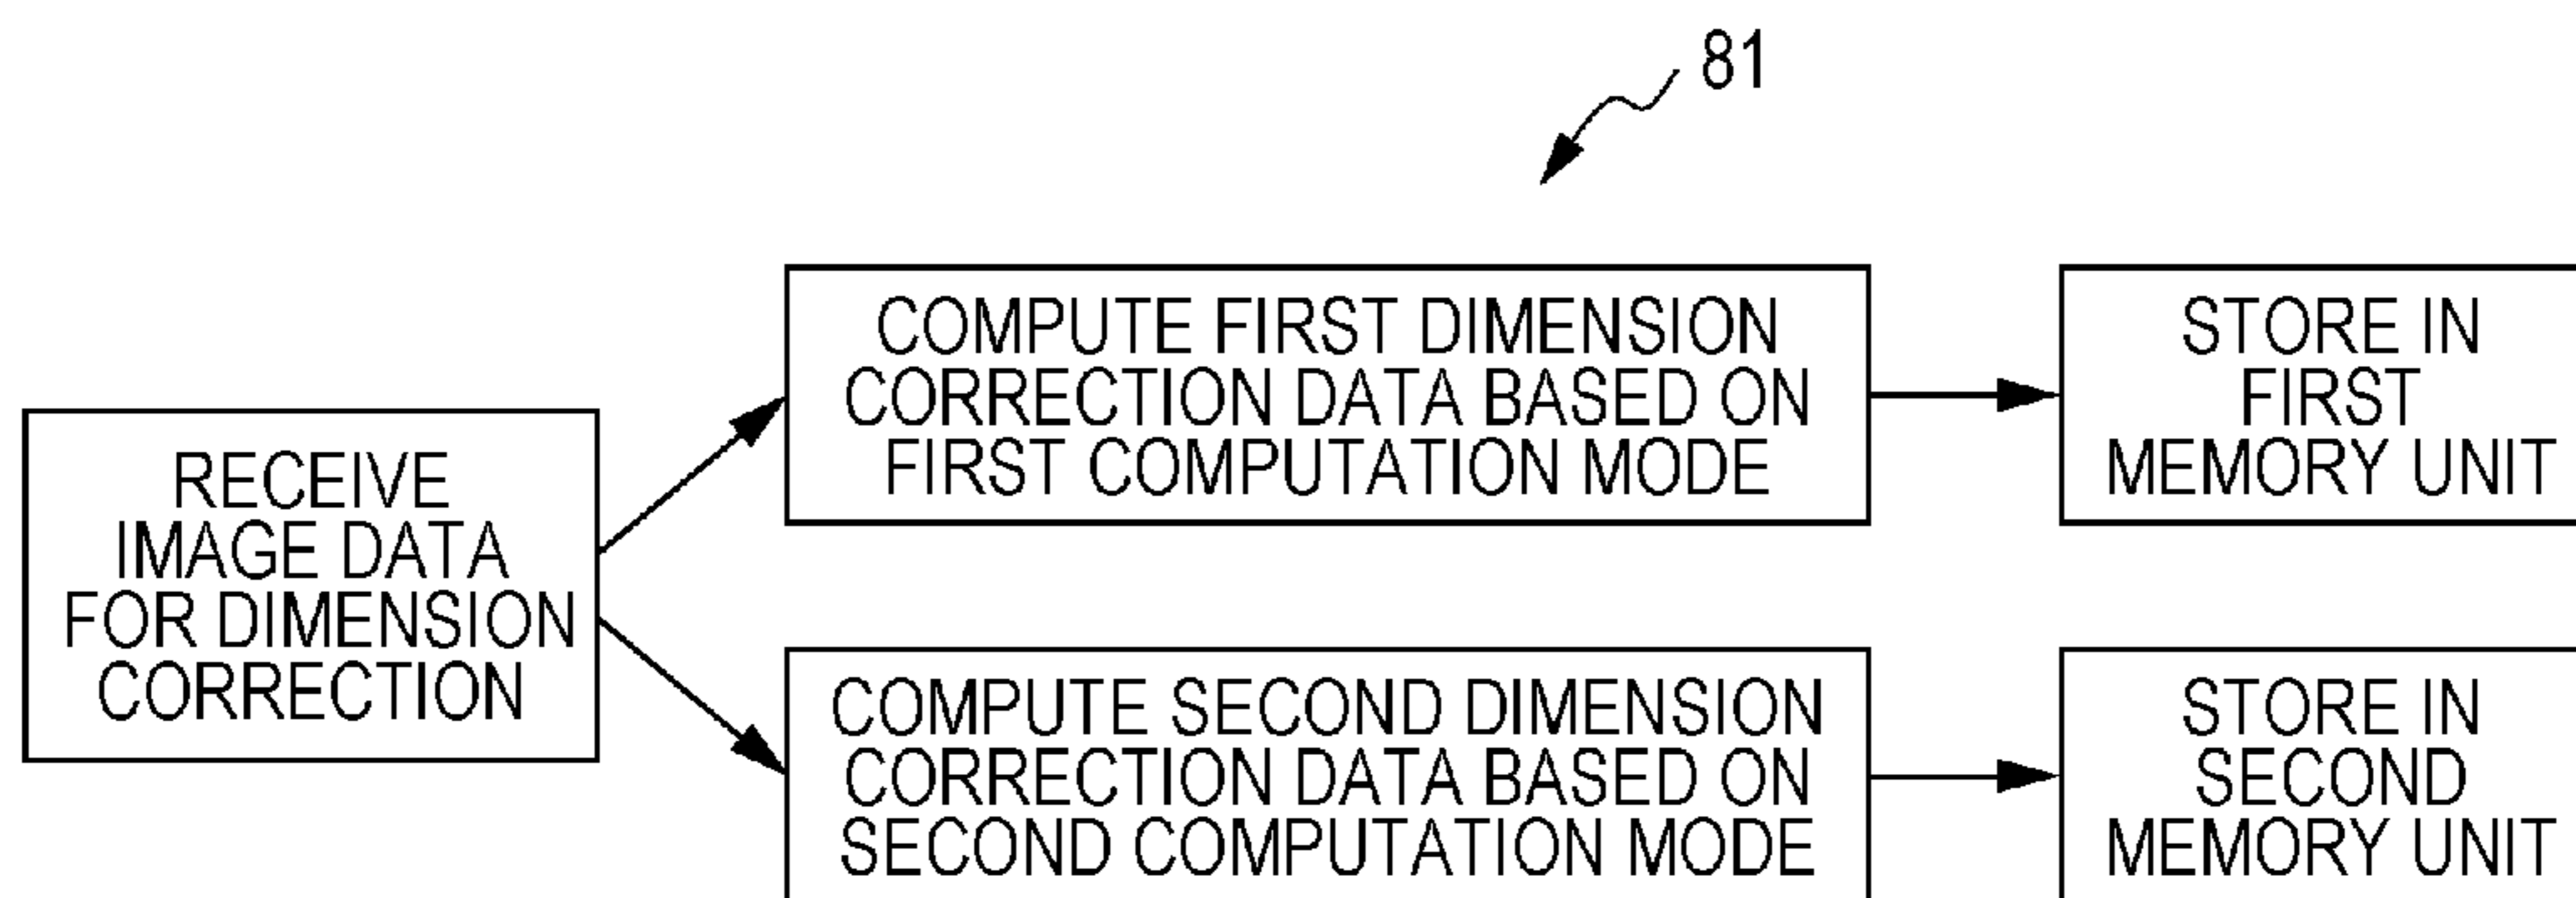 81
RECEIVE
IMAGE DATA
FOR DIMENSION
CORRECTION
COMPUTE FIRST DIMENSION
CORRECTION DATA BASED ON
FIRST COMPUTATION MODE
STORE IN
FIRST
MEMORY UNIT
COMPUTE SECOND DIMENSION
CORRECTION DATA BASED ON
SECOND COMPUTATION MODE
STORE IN
SECOND
MEMORY UNIT